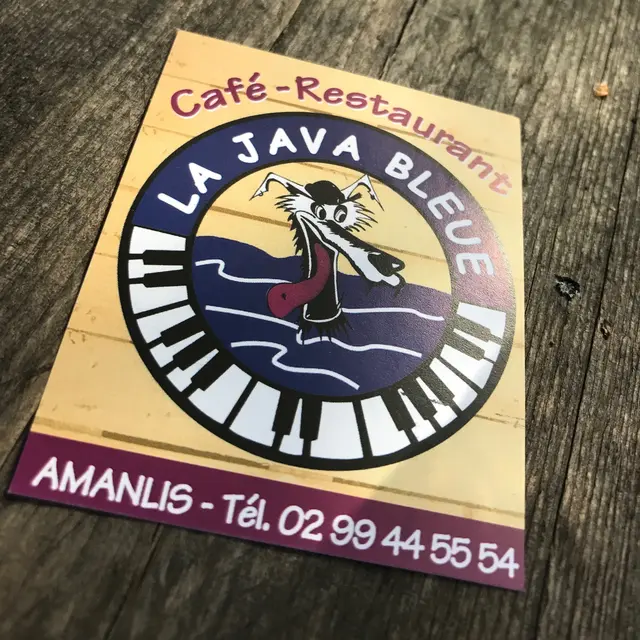 Café-Restaurant
LA JAVA BLEUE
AMANLIS - Tél. 02 99 44 55 54